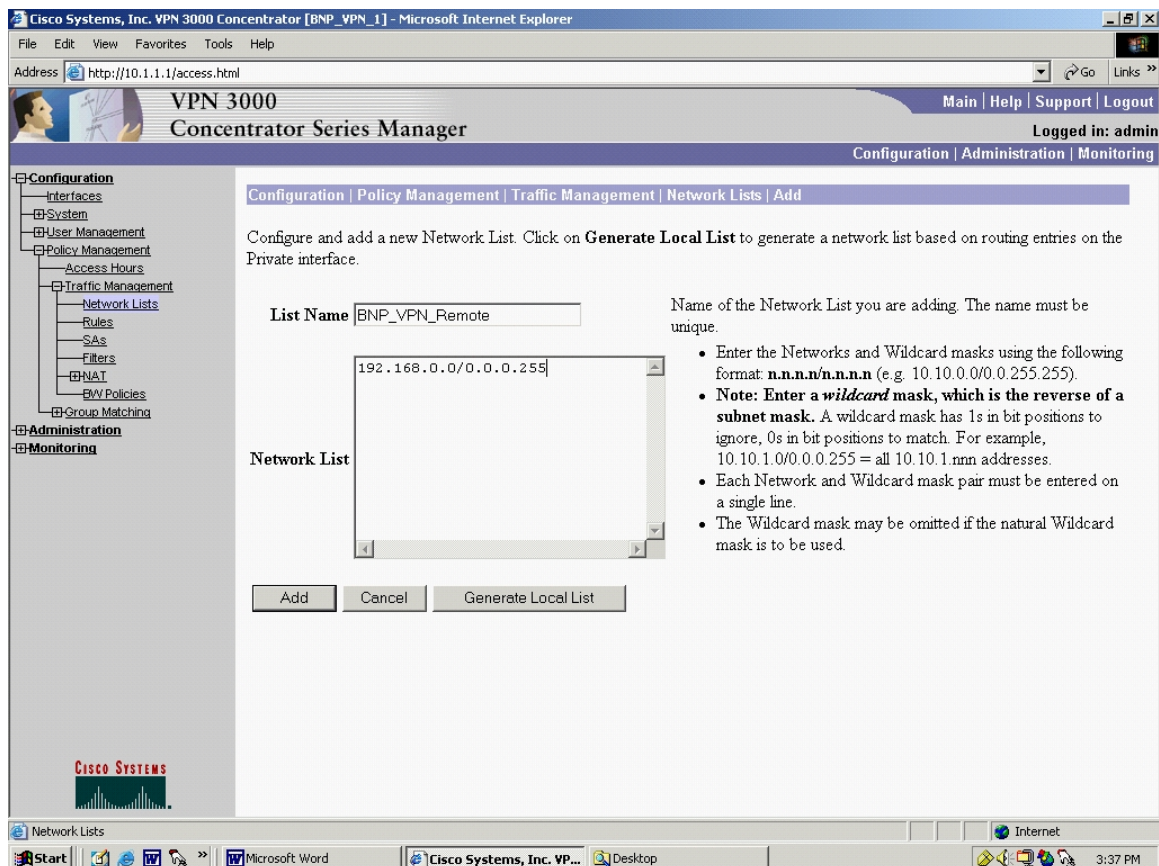 Cisco Systems, Inc. VPN 3000 Concentrator [BNP_VPN_1] - Microsoft Internet Explorer
File Edit View Favorites Tools Help
Address http://10.1.1.1/access.html Go Links »
VPN 3000
Concentrator Series Manager
Main | Help | Support | Logout
Logged in: admin
Configuration | Administration | Monitoring
Configuration
Interfaces
System
User Management
Policy Management
Access Hours
Traffic Management
Network Lists
Rules
SAs
Filters
NAT
BW Policies
Group Matching
Administration
Monitoring
CISCO SYSTEMS
Configuration | Policy Management | Traffic Management | Network Lists | Add
Configure and add a new Network List. Click on Generate Local List to generate a network list based on routing entries on the
Private interface.
List Name BNP_VPN_Remote
Network List
192.168.0.0/0.0.0.255
Name of the Network List you are adding. The name must be
unique.
• Enter the Networks and Wildcard masks using the following
format: n.n.n.n/n.n.n.n (e.g. 10.10.0.0/0.0.255.255).
• Note: Enter a wildcard mask, which is the reverse of a
subnet mask. A wildcard mask has 1s in bit positions to
ignore, 0s in bit positions to match. For example,
10.10.1.0/0.0.0.255 = all 10.10.1.nnn addresses.
• Each Network and Wildcard mask pair must be entered on
a single line.
• The Wildcard mask may be omitted if the natural Wildcard
mask is to be used.
Add Cancel Generate Local List
Network Lists Internet
Start » Microsoft Word Cisco Systems, Inc. VP... Desktop 3:37 PM